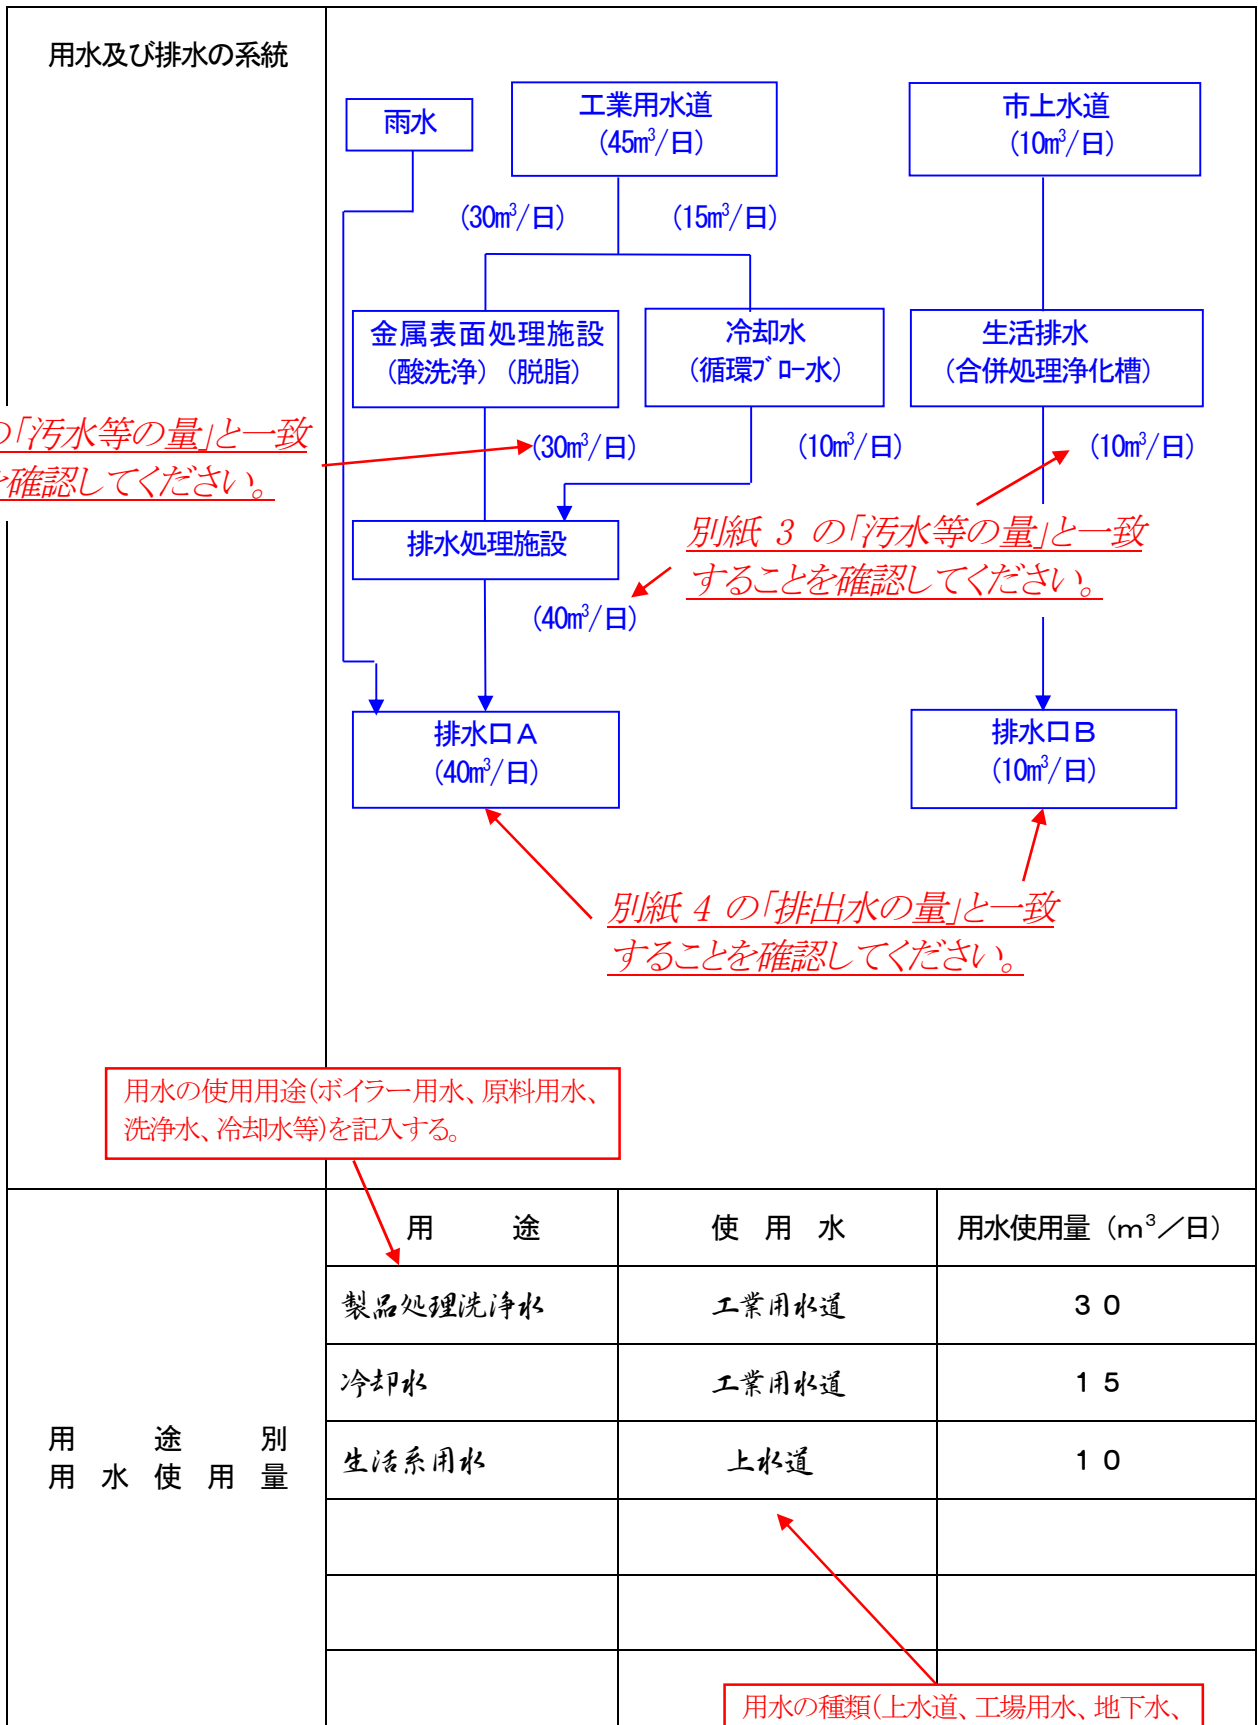 用水及び排水の系統
雨水
工業用水道
(45m³/日)
市上水道
(10m³/日)
(30m³/日)
(15m³/日)
金属表面処理施設
(酸洗浄)(脱脂)
冷却水
(循環ブロー水)
生活排水
(合併処理浄化槽)
の「汚水等の量」と一致
を確認してください。
(30m³/日)
(10m³/日)
(10m³/日)
排水処理施設
別紙 3 の「汚水等の量」と一致
することを確認してください。
(40m³/日)
排水口A
(40m³/日)
排水口B
(10m³/日)
別紙 4 の「排出水の量」と一致
することを確認してください。
用水の使用用途(ボイラー用水、原料用水、
洗浄水、冷却水等)を記入する。
用途 使用水 用水使用量(m³/日)
製品処理洗浄水 工業用水道 30
冷却水 工業用水道 15
用途別
用水使用量
生活系用水 上水道 10
用水の種類(上水道、工場用水、地下水、